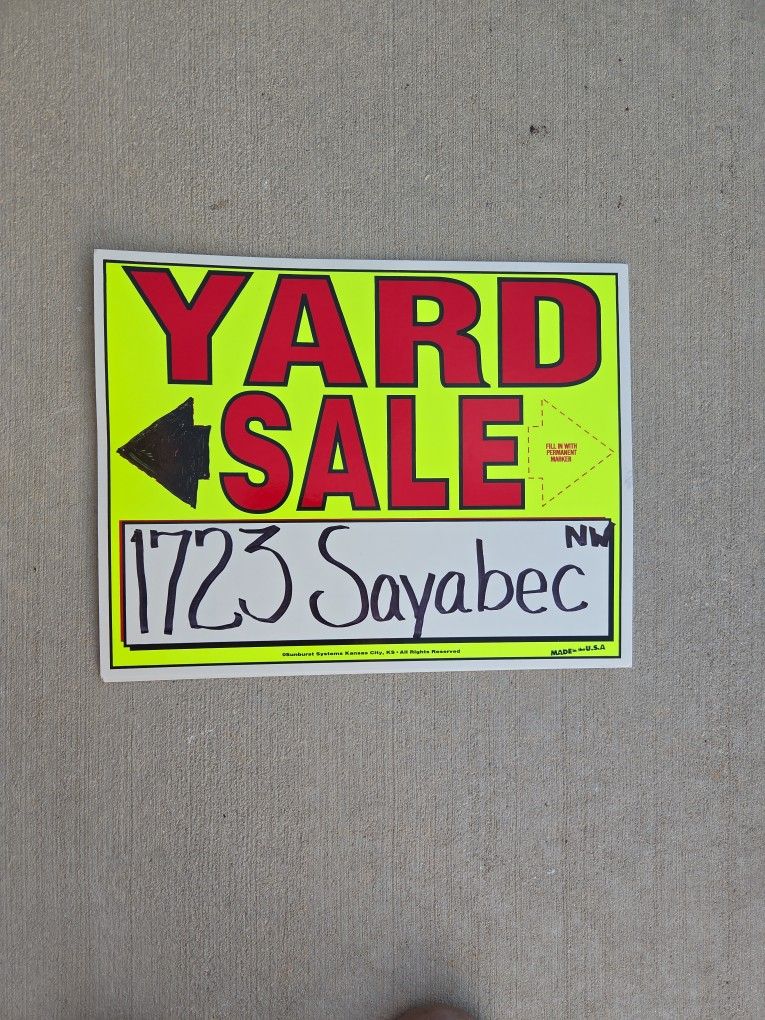 YARD
SALE
FILL IN WITH
PERMANENT
MARKER
NW
1723 Sayabec
©Sunburst Systems Kansas City, KS • All Rights Reserved
MADE in the U.S.A